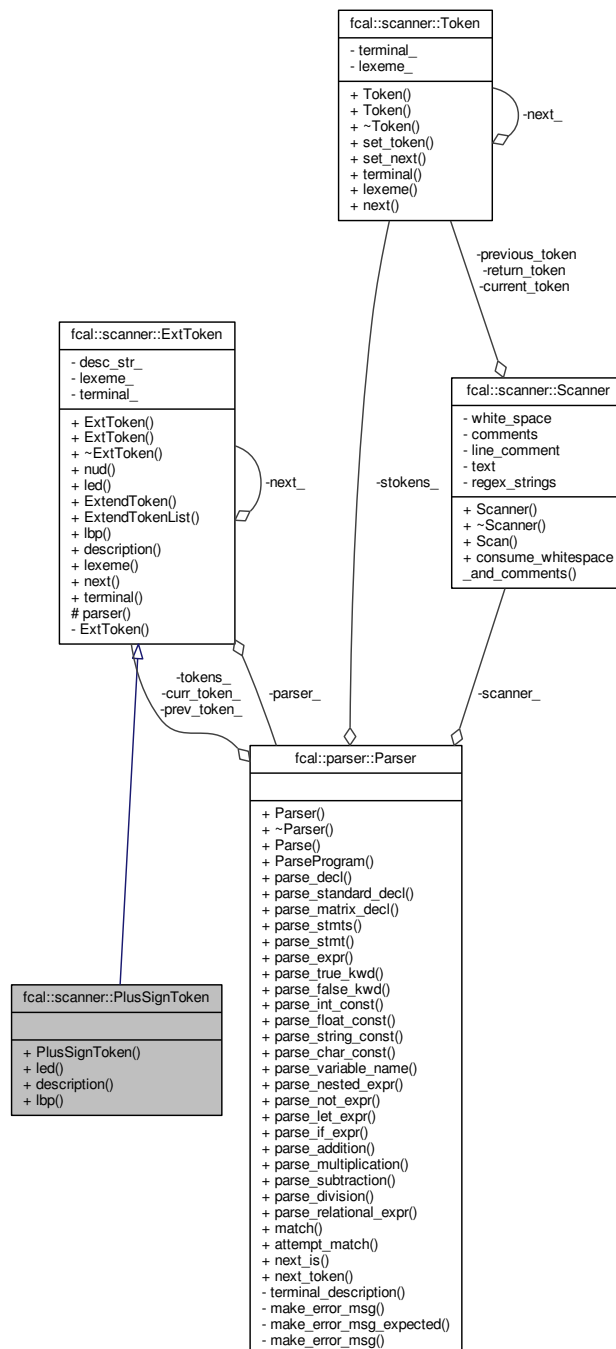 fcal::scanner::Token
- terminal_
- lexeme_
+ Token()
+ Token()
+ ~Token()
+ set_token()
+ set_next()
+ terminal()
+ lexeme()
+ next()
-next_
-previous_token
-return_token
-current_token
fcal::scanner::ExtToken
- desc_str_
- lexeme_
- terminal_
+ ExtToken()
+ ExtToken()
+ ~ExtToken()
+ nud()
+ led()
+ ExtendToken()
+ ExtendTokenList()
+ lbp()
+ description()
+ lexeme()
+ next()
+ terminal()
# parser()
- ExtToken()
-next_
-stokens_
fcal::scanner::Scanner
- white_space
- comments
- line_comment
- text
- regex_strings
+ Scanner()
+ ~Scanner()
+ Scan()
+ consume_whitespace
_and_comments()
-tokens_
-curr_token_
-prev_token_
-parser_
-scanner_
fcal::parser::Parser
+ Parser()
+ ~Parser()
+ Parse()
+ ParseProgram()
+ parse_decl()
+ parse_standard_decl()
+ parse_matrix_decl()
+ parse_stmts()
+ parse_stmt()
+ parse_expr()
+ parse_true_kwd()
+ parse_false_kwd()
+ parse_int_const()
+ parse_float_const()
+ parse_string_const()
+ parse_char_const()
+ parse_variable_name()
+ parse_nested_expr()
+ parse_not_expr()
+ parse_let_expr()
+ parse_if_expr()
+ parse_addition()
+ parse_multiplication()
+ parse_subtraction()
+ parse_division()
+ parse_relational_expr()
+ match()
+ attempt_match()
+ next_is()
+ next_token()
- terminal_description()
- make_error_msg()
- make_error_msg_expected()
- make_error_msg()
fcal::scanner::PlusSignToken
+ PlusSignToken()
+ led()
+ description()
+ lbp()